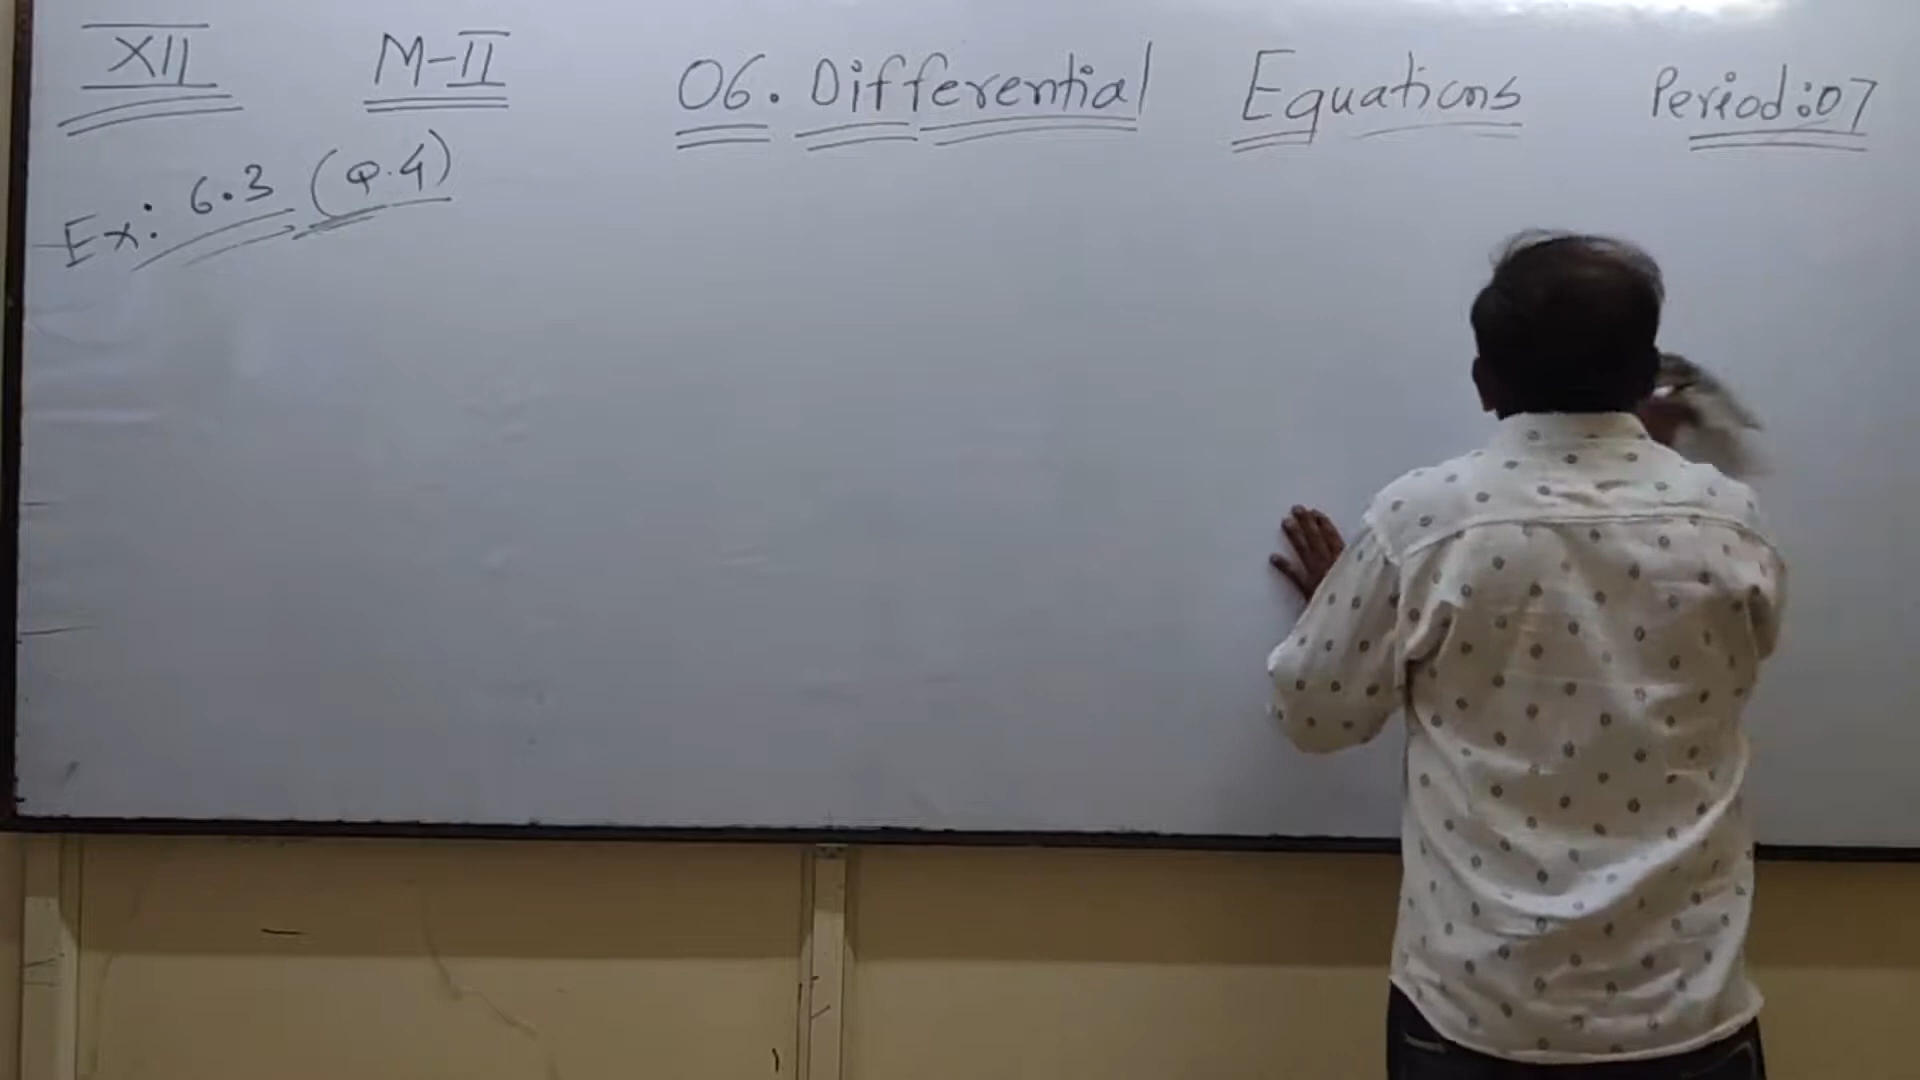 XII M-II 06. Differential Equations Period:07
Ex: 6.3 (Q.4)